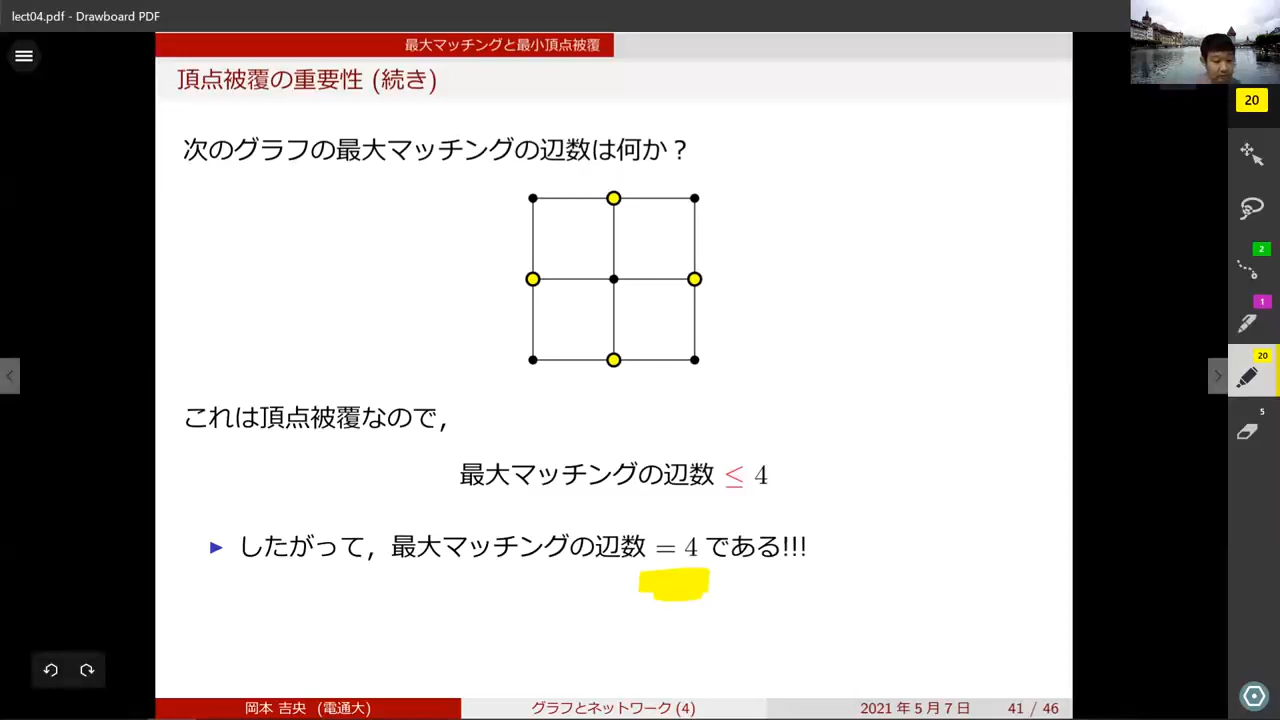 lect04.pdf - Drawboard PDF
最大マッチングと最小頂点被覆
頂点被覆の重要性 (続き)
20
次のグラフの最大マッチングの辺数は何か？
2
1
20
5
これは頂点被覆なので，
最大マッチングの辺数 ≤ 4
▶ したがって，最大マッチングの辺数 = 4 である!!!
岡本 吉央 (電通大)
グラフとネットワーク (4)
2021 年 5 月 7 日
41 / 46